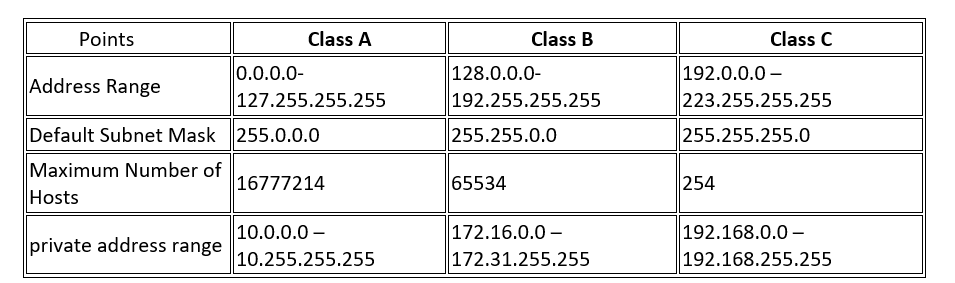 Points Class A Class B Class C
Address Range 0.0.0.0- 128.0.0.0- 192.0.0.0 –
127.255.255.255 192.255.255.255 223.255.255.255
Default Subnet Mask 255.0.0.0 255.255.0.0 255.255.255.0
Maximum Number of
Hosts 16777214 65534 254
private address range 10.0.0.0 – 172.16.0.0 – 192.168.0.0 –
10.255.255.255 172.31.255.255 192.168.255.255